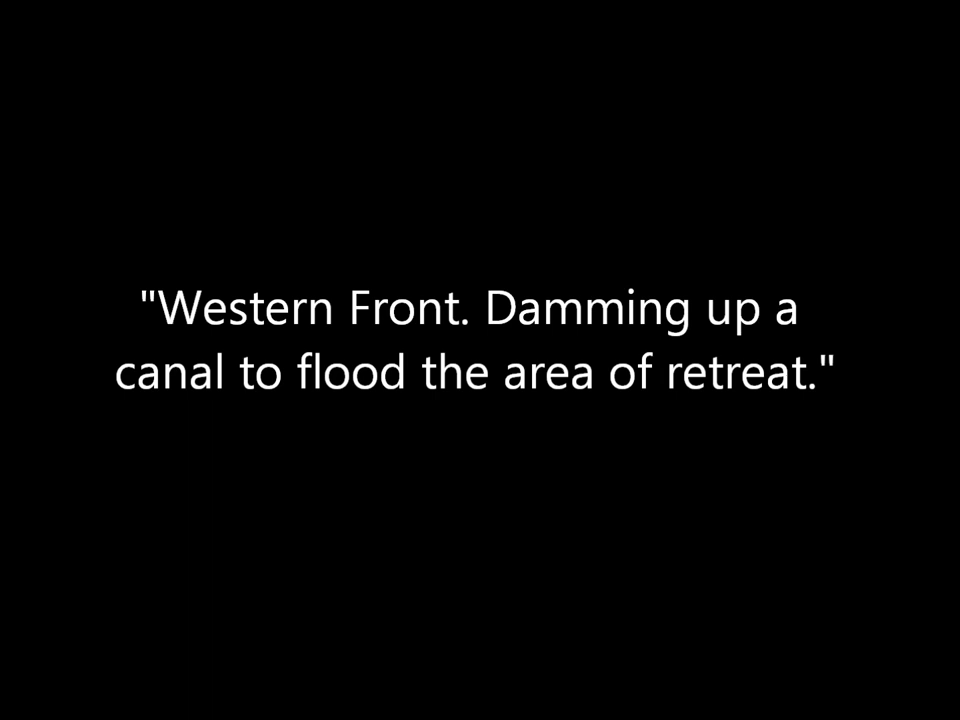 "Western Front. Damming up a
canal to flood the area of retreat."